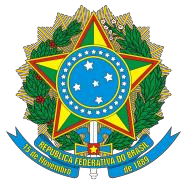 REPÚBLICA FEDERATIVA DO BRASIL
15 de Novembro
de 1889